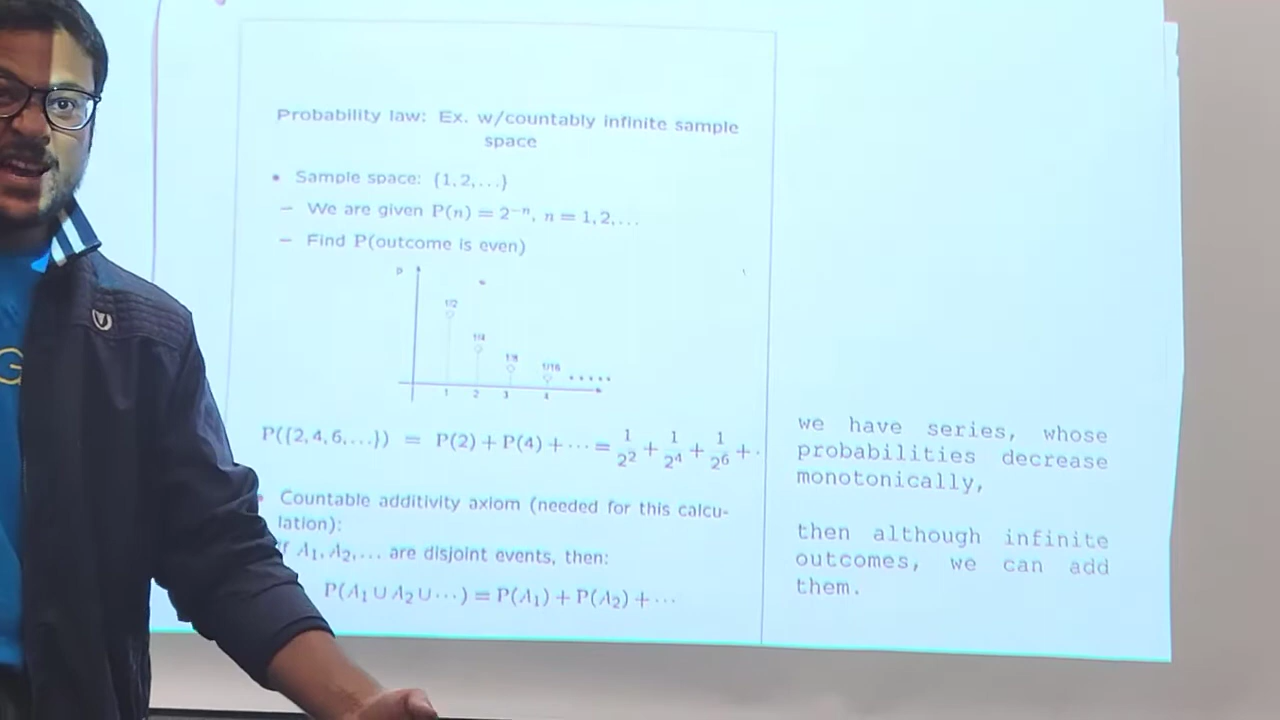 Probability law: Ex. w/countably infinite sample
space
• Sample space: {1, 2, ...}
– We are given P(n) = 2⁻ⁿ, n = 1, 2, ...
– Find P(outcome is even)
p
1/2
1/4
1/8
1/16
.....
1 2 3 4
P({2, 4, 6, ...}) = P(2) + P(4) + ··· = 1/2² + 1/2⁴ + 1/2⁶ + ·
• Countable additivity axiom (needed for this calcu-
lation):
f A₁, A₂, ... are disjoint events, then:
P(A₁ ∪ A₂ ∪ ···) = P(A₁) + P(A₂) + ···
we have series, whose
probabilities decrease
monotonically,
then although infinite
outcomes, we can add
them.
G